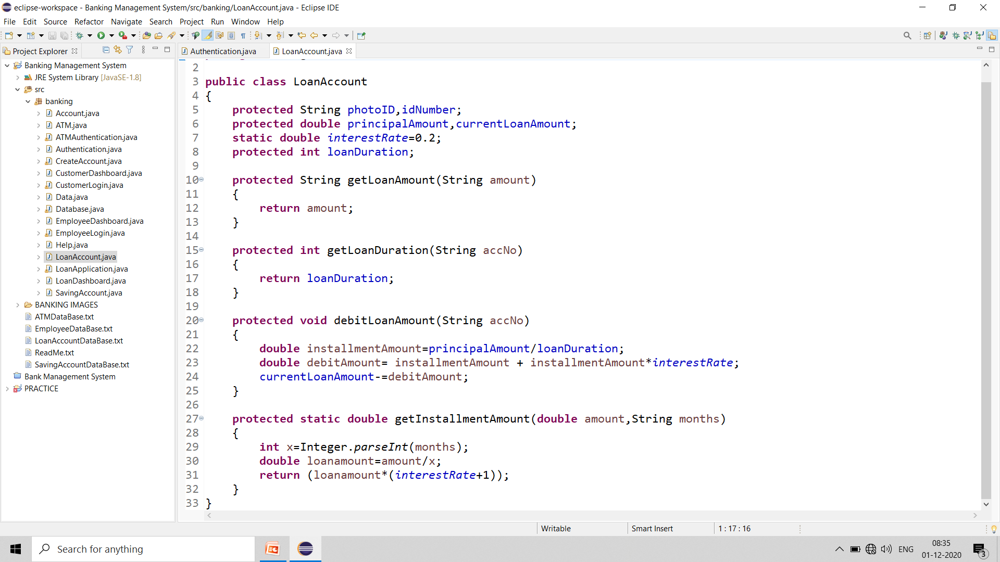 eclipse-workspace - Banking Management System/src/banking/LoanAccount.java - Eclipse IDE
File Edit Source Refactor Navigate Search Project Run Window Help
Project Explorer
Banking Management System
JRE System Library [JavaSE-1.8]
src
banking
Account.java
ATM.java
ATMAuthentication.java
Authentication.java
CreateAccount.java
CustomerDashboard.java
CustomerLogin.java
Data.java
Database.java
EmployeeDashboard.java
EmployeeLogin.java
Help.java
LoanAccount.java
LoanApplication.java
LoanDashboard.java
SavingAccount.java
BANKING IMAGES
ATMDataBase.txt
EmployeeDataBase.txt
LoanAccountDataBase.txt
ReadMe.txt
SavingAccountDataBase.txt
Bank Management System
PRACTICE
Authentication.java LoanAccount.java
2
3 public class LoanAccount
4 {
5 protected String photoID,idNumber;
6 protected double principalAmount,currentLoanAmount;
7 static double interestRate=0.2;
8 protected int loanDuration;
9
10 protected String getLoanAmount(String amount)
11 {
12 return amount;
13 }
14
15 protected int getLoanDuration(String accNo)
16 {
17 return loanDuration;
18 }
19
20 protected void debitLoanAmount(String accNo)
21 {
22 double installmentAmount=principalAmount/loanDuration;
23 double debitAmount= installmentAmount + installmentAmount*interestRate;
24 currentLoanAmount-=debitAmount;
25 }
26
27 protected static double getInstallmentAmount(double amount,String months)
28 {
29 int x=Integer.parseInt(months);
30 double loanamount=amount/x;
31 return (loanamount*(interestRate+1));
32 }
33 }
Writable Smart Insert 1 : 17 : 16
Search for anything
ENG
08:35
01-12-2020
3